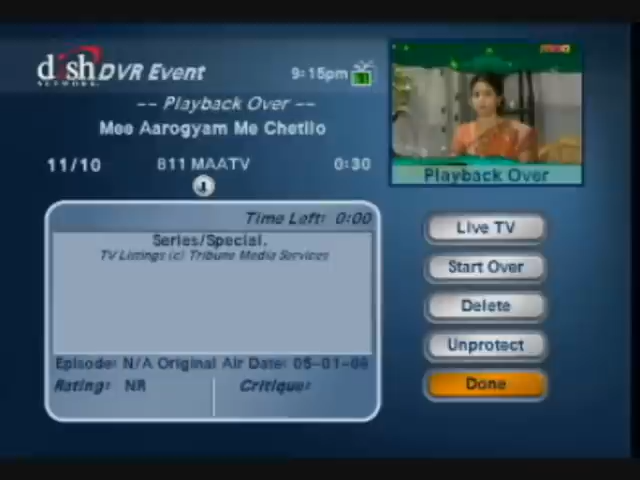 dish DVR Event
NETWORK
9:15pm
-- Playback Over --
Mee Aarogyam Me Chetilo
11/10 811 MAATV 0:30
Time Left: 0:00
Series/Special.
TV Listings (c) Tribune Media Services
Episode: N/A Original Air Date: 05-01-06
Rating: NR Critique:
Playback Over
Live TV
Start Over
Delete
Unprotect
Done